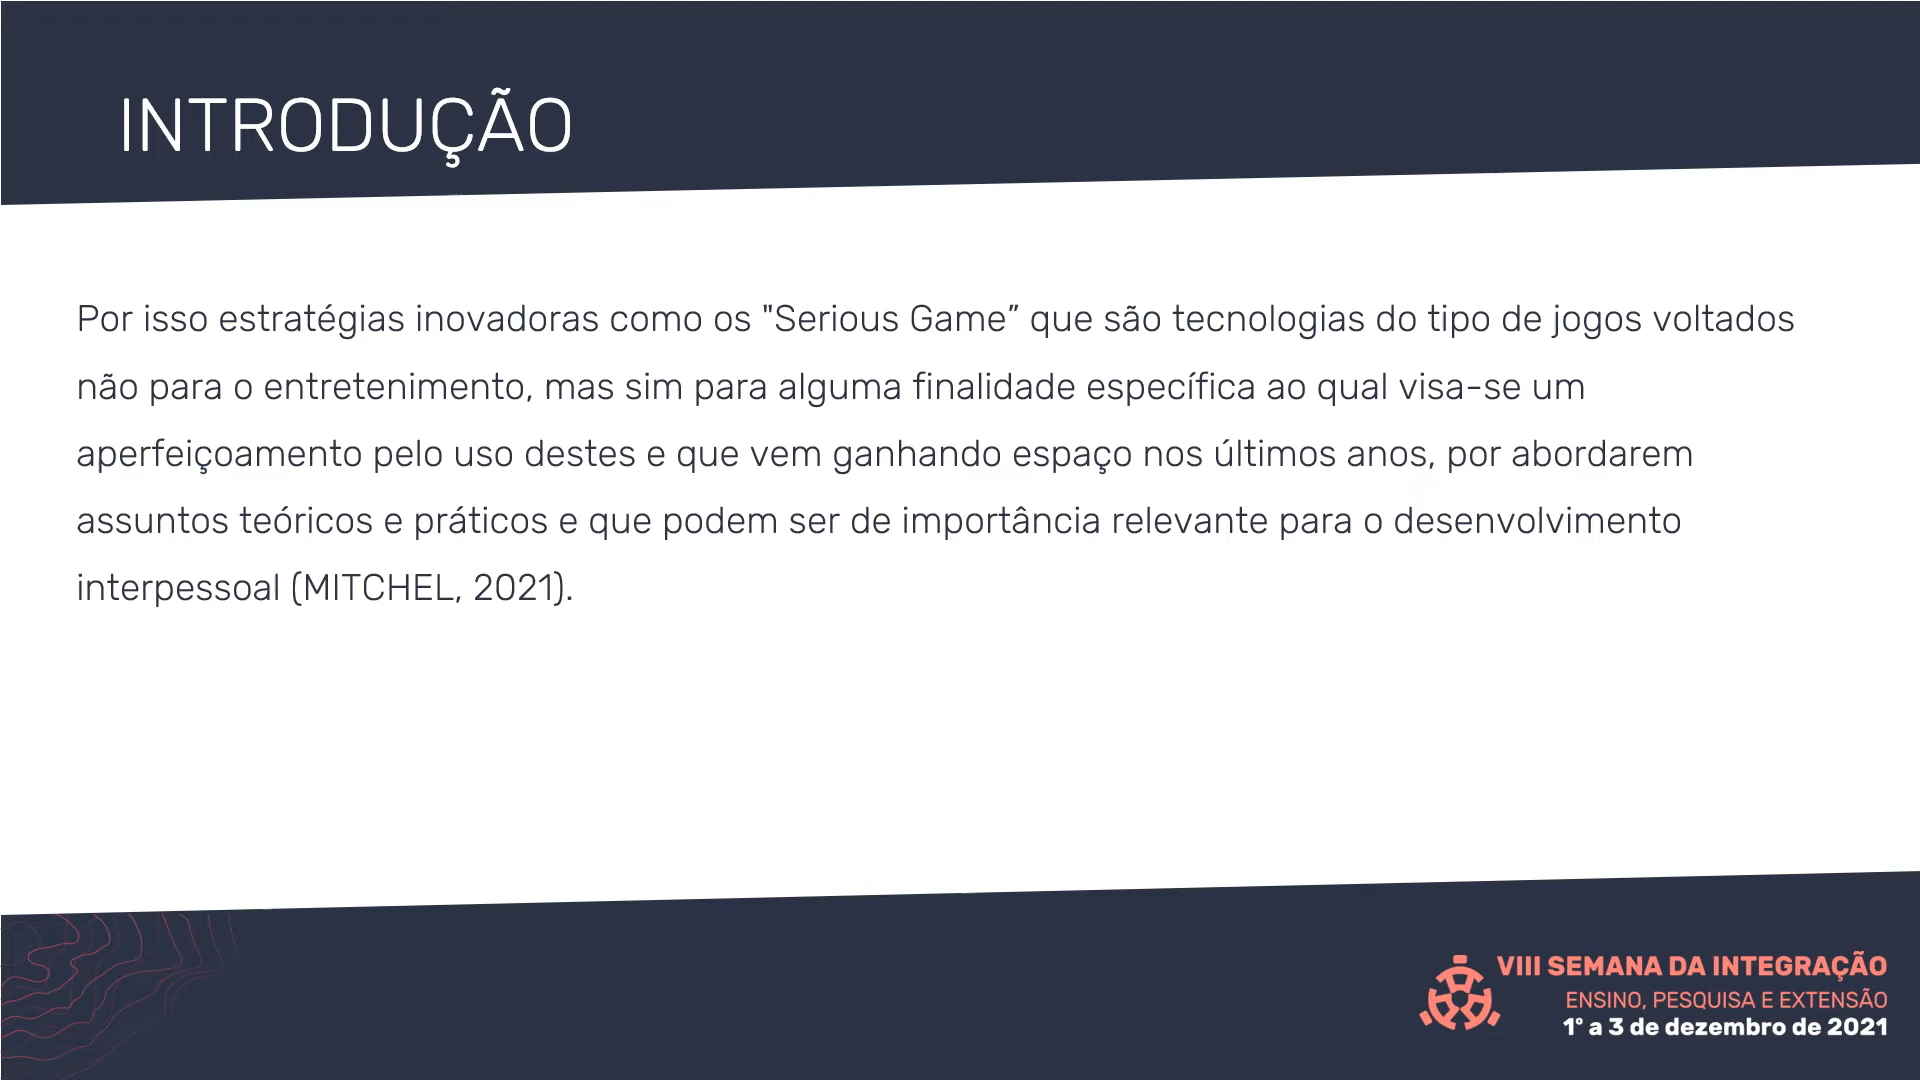 INTRODUÇÃO
Por isso estratégias inovadoras como os "Serious Game” que são tecnologias do tipo de jogos voltados
não para o entretenimento, mas sim para alguma finalidade específica ao qual visa-se um
aperfeiçoamento pelo uso destes e que vem ganhando espaço nos últimos anos, por abordarem
assuntos teóricos e práticos e que podem ser de importância relevante para o desenvolvimento
interpessoal (MITCHEL, 2021).
VIII SEMANA DA INTEGRAÇÃO
ENSINO, PESQUISA E EXTENSÃO
1º a 3 de dezembro de 2021